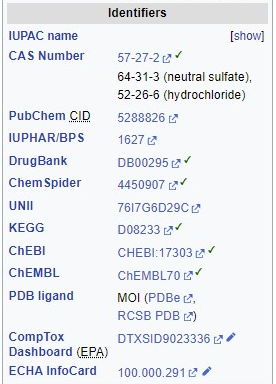 Identifiers
IUPAC name [show]
CAS Number 57-27-2
64-31-3 (neutral sulfate),
52-26-6 (hydrochloride)
PubChem CID 5288826
IUPHAR/BPS 1627
DrugBank DB00295
ChemSpider 4450907
UNII 76I7G6D29C
KEGG D08233
ChEBI CHEBI:17303
ChEMBL ChEMBL70
PDB ligand MOI (PDBe,
RCSB PDB)
CompTox DTXSID9023336
Dashboard (EPA)
ECHA InfoCard 100.000.291